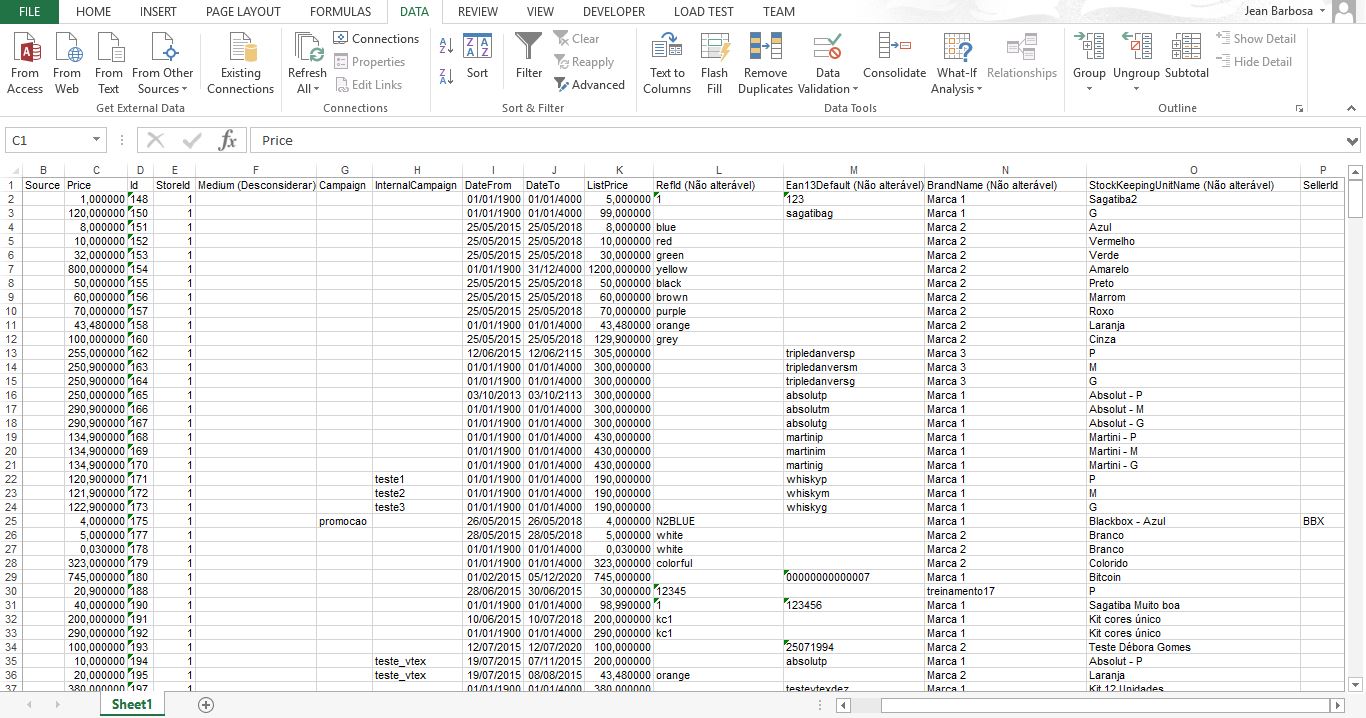 FILE HOME INSERT PAGE LAYOUT FORMULAS DATA REVIEW VIEW DEVELOPER LOAD TEST TEAM Jean Barbosa
From Access From Web From Text From Other Sources Existing Connections Refresh All Connections Properties Edit Links Sort Filter Clear Reapply Advanced Text to Columns Flash Fill Remove Duplicates Data Validation Consolidate What-If Analysis Relationships Group Ungroup Subtotal Show Detail Hide Detail
Get External Data Connections Sort & Filter Data Tools Outline
C1 fx Price
B C D E F G H I J K L M N O P
1 Source Price Id StoreId Medium (Desconsiderar) Campaign InternalCampaign DateFrom DateTo ListPrice RefId (Não alterável) Ean13Default (Não alterável) BrandName (Não alterável) StockKeepingUnitName (Não alterável) SellerId
2 1,000000 148 1 01/01/1900 01/01/4000 5,000000 1 123 Marca 1 Sagatiba2
3 120,000000 150 1 01/01/1900 01/01/4000 99,000000 sagatibag Marca 1 G
4 8,000000 151 1 25/05/2015 25/05/2018 8,000000 blue Marca 2 Azul
5 10,000000 152 1 25/05/2015 25/05/2018 10,000000 red Marca 2 Vermelho
6 32,000000 153 1 25/05/2015 25/05/2018 30,000000 green Marca 2 Verde
7 800,000000 154 1 01/01/1900 31/12/4000 1200,000000 yellow Marca 2 Amarelo
8 50,000000 155 1 25/05/2015 25/05/2018 50,000000 black Marca 2 Preto
9 60,000000 156 1 25/05/2015 25/05/2018 60,000000 brown Marca 2 Marrom
10 70,000000 157 1 25/05/2015 25/05/2018 70,000000 purple Marca 2 Roxo
11 43,480000 158 1 01/01/1900 01/01/4000 43,480000 orange Marca 2 Laranja
12 100,000000 160 1 25/05/2015 25/05/2018 129,900000 grey Marca 2 Cinza
13 255,000000 162 1 12/06/2015 12/06/2115 305,000000 tripledanversp Marca 3 P
14 250,900000 163 1 01/01/1900 01/01/4000 300,000000 tripledanversm Marca 3 M
15 250,900000 164 1 01/01/1900 01/01/4000 300,000000 tripledanversg Marca 3 G
16 250,000000 165 1 03/10/2013 03/10/2113 300,000000 absolutp Marca 1 Absolut - P
17 290,900000 166 1 01/01/1900 01/01/4000 300,000000 absolutm Marca 1 Absolut - M
18 290,900000 167 1 01/01/1900 01/01/4000 300,000000 absolutg Marca 1 Absolut - G
19 134,900000 168 1 01/01/1900 01/01/4000 430,000000 martinip Marca 1 Martini - P
20 134,900000 169 1 01/01/1900 01/01/4000 430,000000 martinim Marca 1 Martini - M
21 134,900000 170 1 01/01/1900 01/01/4000 430,000000 martinig Marca 1 Martini - G
22 120,900000 171 1 teste1 01/01/1900 01/01/4000 190,000000 whiskyp Marca 1 P
23 121,900000 172 1 teste2 01/01/1900 01/01/4000 190,000000 whiskym Marca 1 M
24 122,900000 173 1 teste3 01/01/1900 01/01/4000 190,000000 whiskyg Marca 1 G
25 4,000000 175 1 promocao 26/05/2015 26/05/2018 4,000000 N2BLUE Marca 1 Blackbox - Azul BBX
26 5,000000 177 1 28/05/2015 28/05/2018 5,000000 white Marca 2 Branco
27 0,030000 178 1 01/01/1900 01/01/4000 0,030000 white Marca 2 Branco
28 323,000000 179 1 01/01/1900 01/01/4000 323,000000 colorful Marca 2 Colorido
29 745,000000 180 1 01/02/2015 05/12/2020 745,000000 00000000000007 Marca 1 Bitcoin
30 20,900000 188 1 28/06/2015 30/06/2015 30,000000 12345 treinamento17 P
31 40,000000 190 1 01/01/1900 01/01/4000 98,990000 1 123456 Marca 1 Sagatiba Muito boa
32 200,000000 191 1 10/06/2015 10/07/2018 200,000000 kc1 Marca 1 Kit cores único
33 290,000000 192 1 01/01/1900 01/01/4000 290,000000 kc1 Marca 1 Kit cores único
34 100,000000 193 1 12/07/2015 12/07/2020 100,000000 25071994 Marca 2 Teste Débora Gomes
35 10,000000 194 1 teste_vtex 19/07/2015 07/11/2015 200,000000 absolutp Marca 1 Absolut - P
36 20,000000 195 1 teste_vtex 19/07/2015 08/08/2015 43,480000 orange Marca 2 Laranja
37 380,000000 197 1 01/01/1900 01/01/4000 380,000000 testevtexdez Marca 1 Kit 12 Unidades
Sheet1